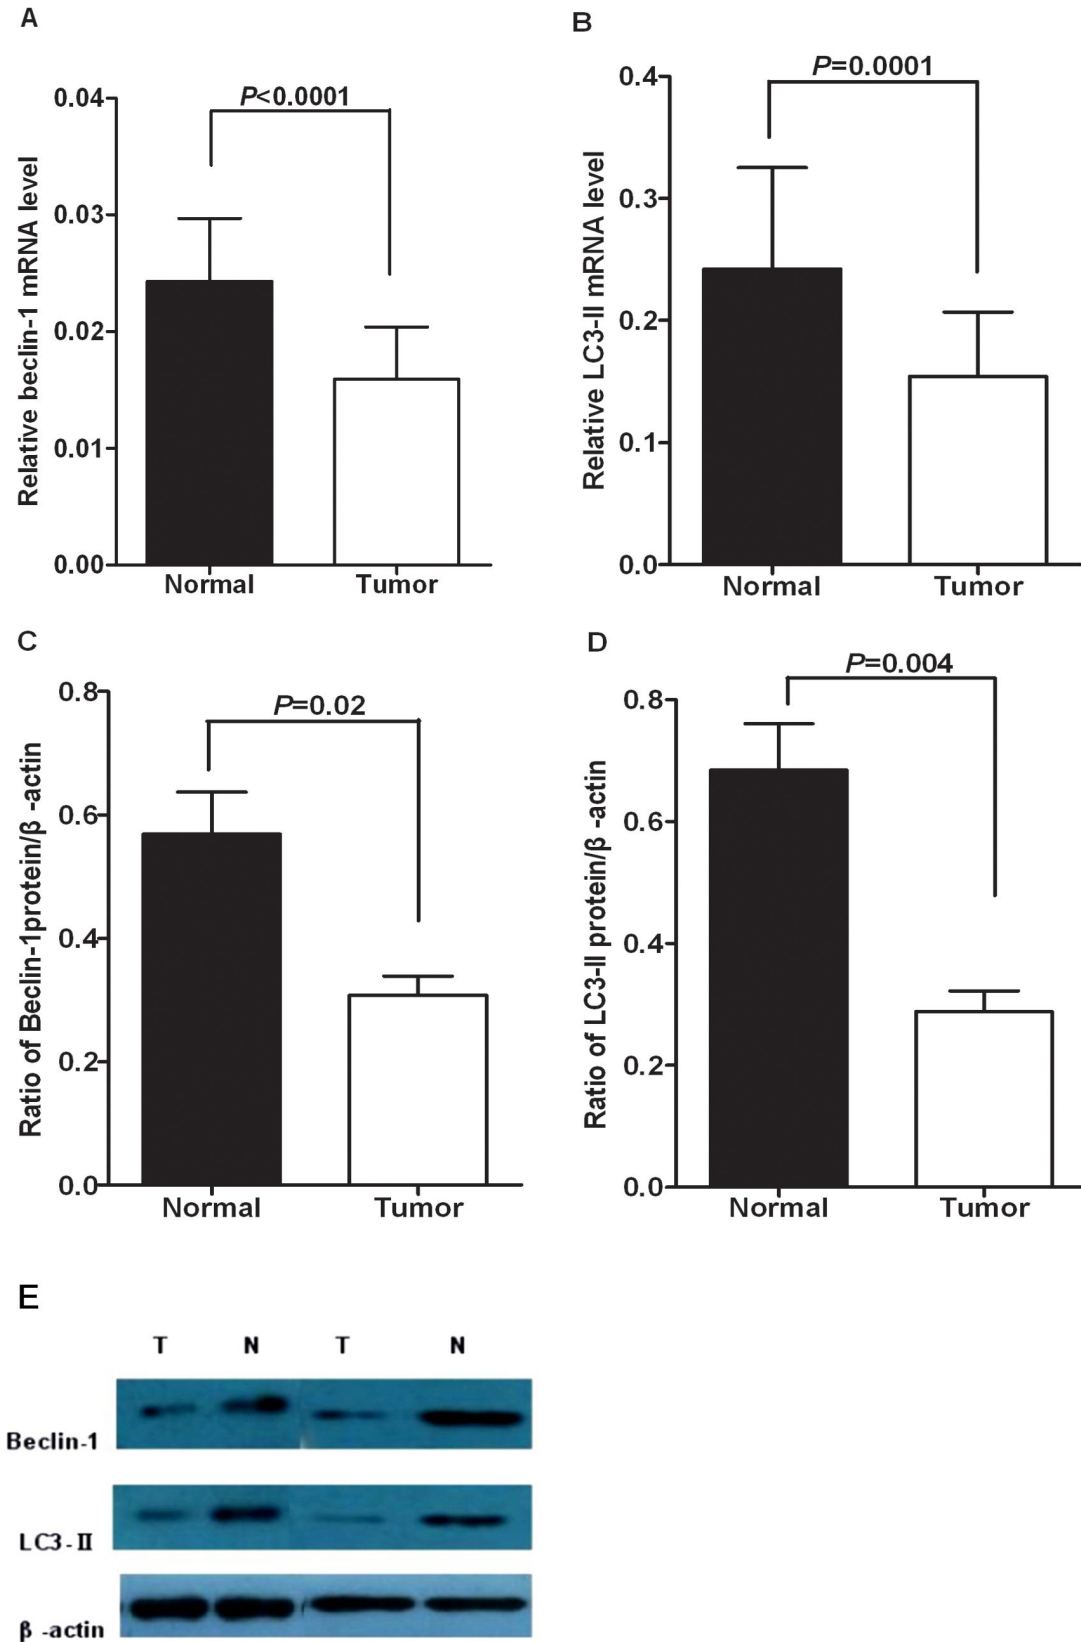 A
P<0.0001
Relative beclin-1 mRNA level
0.04
0.03
0.02
0.01
0.00
Normal Tumor
B
P=0.0001
Relative LC3-II mRNA level
0.4
0.3
0.2
0.1
0.0
Normal Tumor
C
P=0.02
Ratio of Beclin-1protein/β -actin
0.8
0.6
0.4
0.2
0.0
Normal Tumor
D
P=0.004
Ratio of LC3-II protein/β -actin
0.8
0.6
0.4
0.2
0.0
Normal Tumor
E
T N T N
Beclin-1
LC3-II
β -actin